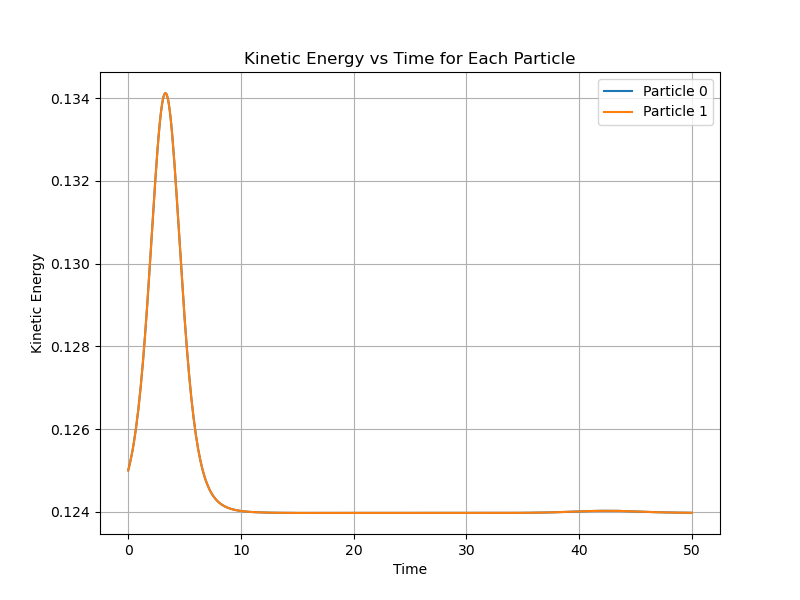 Kinetic Energy vs Time for Each Particle
Particle 0
Particle 1
0.134
0.132
0.130
0.128
0.126
0.124
Kinetic Energy
0
10
20
30
40
50
Time